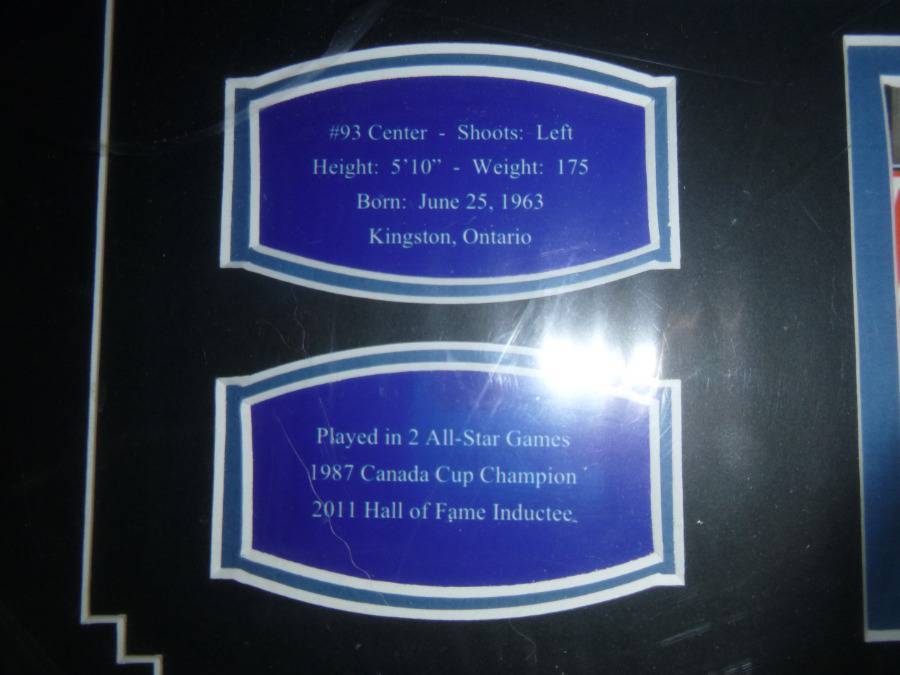 #93 Center - Shoots: Left
Height: 5’10” - Weight: 175
Born: June 25, 1963
Kingston, Ontario
Played in 2 All-Star Games
1987 Canada Cup Champion
2011 Hall of Fame Inductee